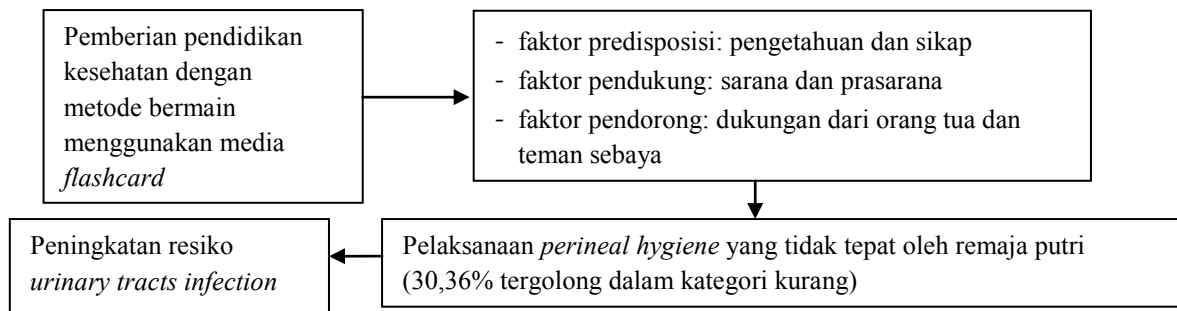 Pemberian pendidikan
kesehatan dengan
metode bermain
menggunakan media
flashcard
- faktor predisposisi: pengetahuan dan sikap
- faktor pendukung: sarana dan prasarana
- faktor pendorong: dukungan dari orang tua dan
teman sebaya
Pelaksanaan perineal hygiene yang tidak tepat oleh remaja putri
(30,36% tergolong dalam kategori kurang)
Peningkatan resiko
urinary tracts infection